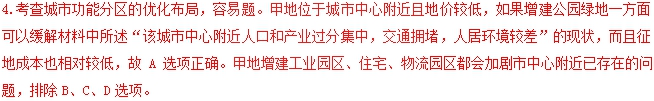 4.考查城市功能分区的优化布局，容易题。甲地位于城市中心附近且地价较低，如果增建公园绿地一方面
可以缓解材料中所述“该城市中心附近人口和产业过分集中，交通拥堵，人居环境较差”的现状，而且征
地成本也相对较低，故 A 选项正确。甲地增建工业园区、住宅、物流园区都会加剧市中心附近已存在的问
题，排除 B、C、D 选项。